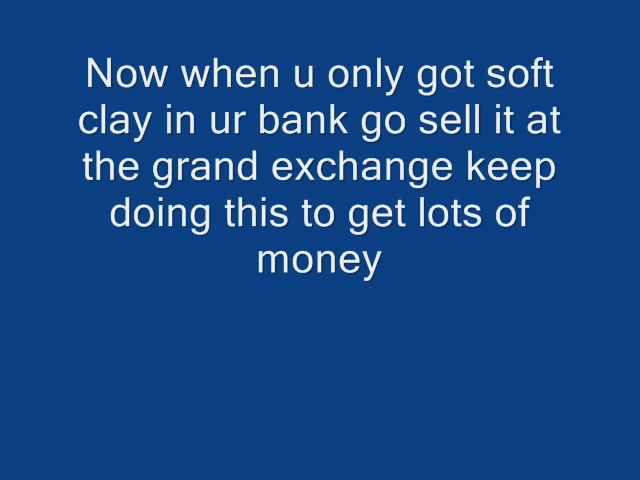 Now when u only got soft
clay in ur bank go sell it at
the grand exchange keep
doing this to get lots of
money